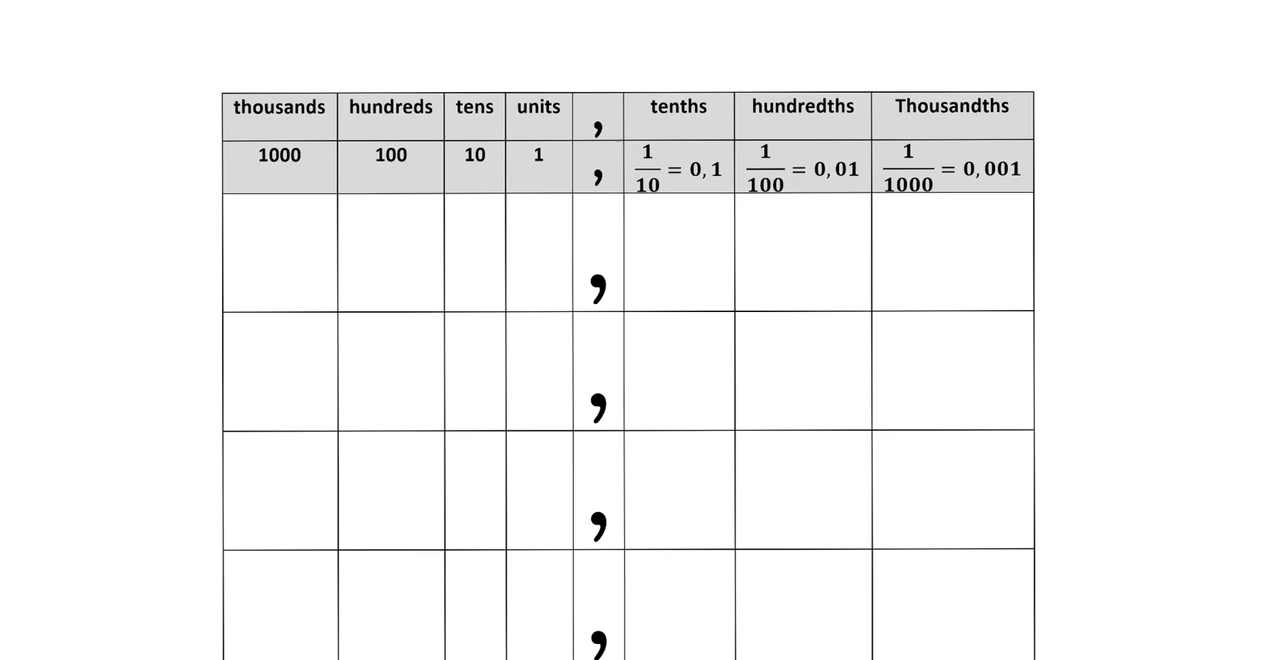 thousands hundreds tens units , tenths hundredths Thousandths
1000 100 10 1 , 1/10 = 0,1 1/100 = 0,01 1/1000 = 0,001
,
,
,
,